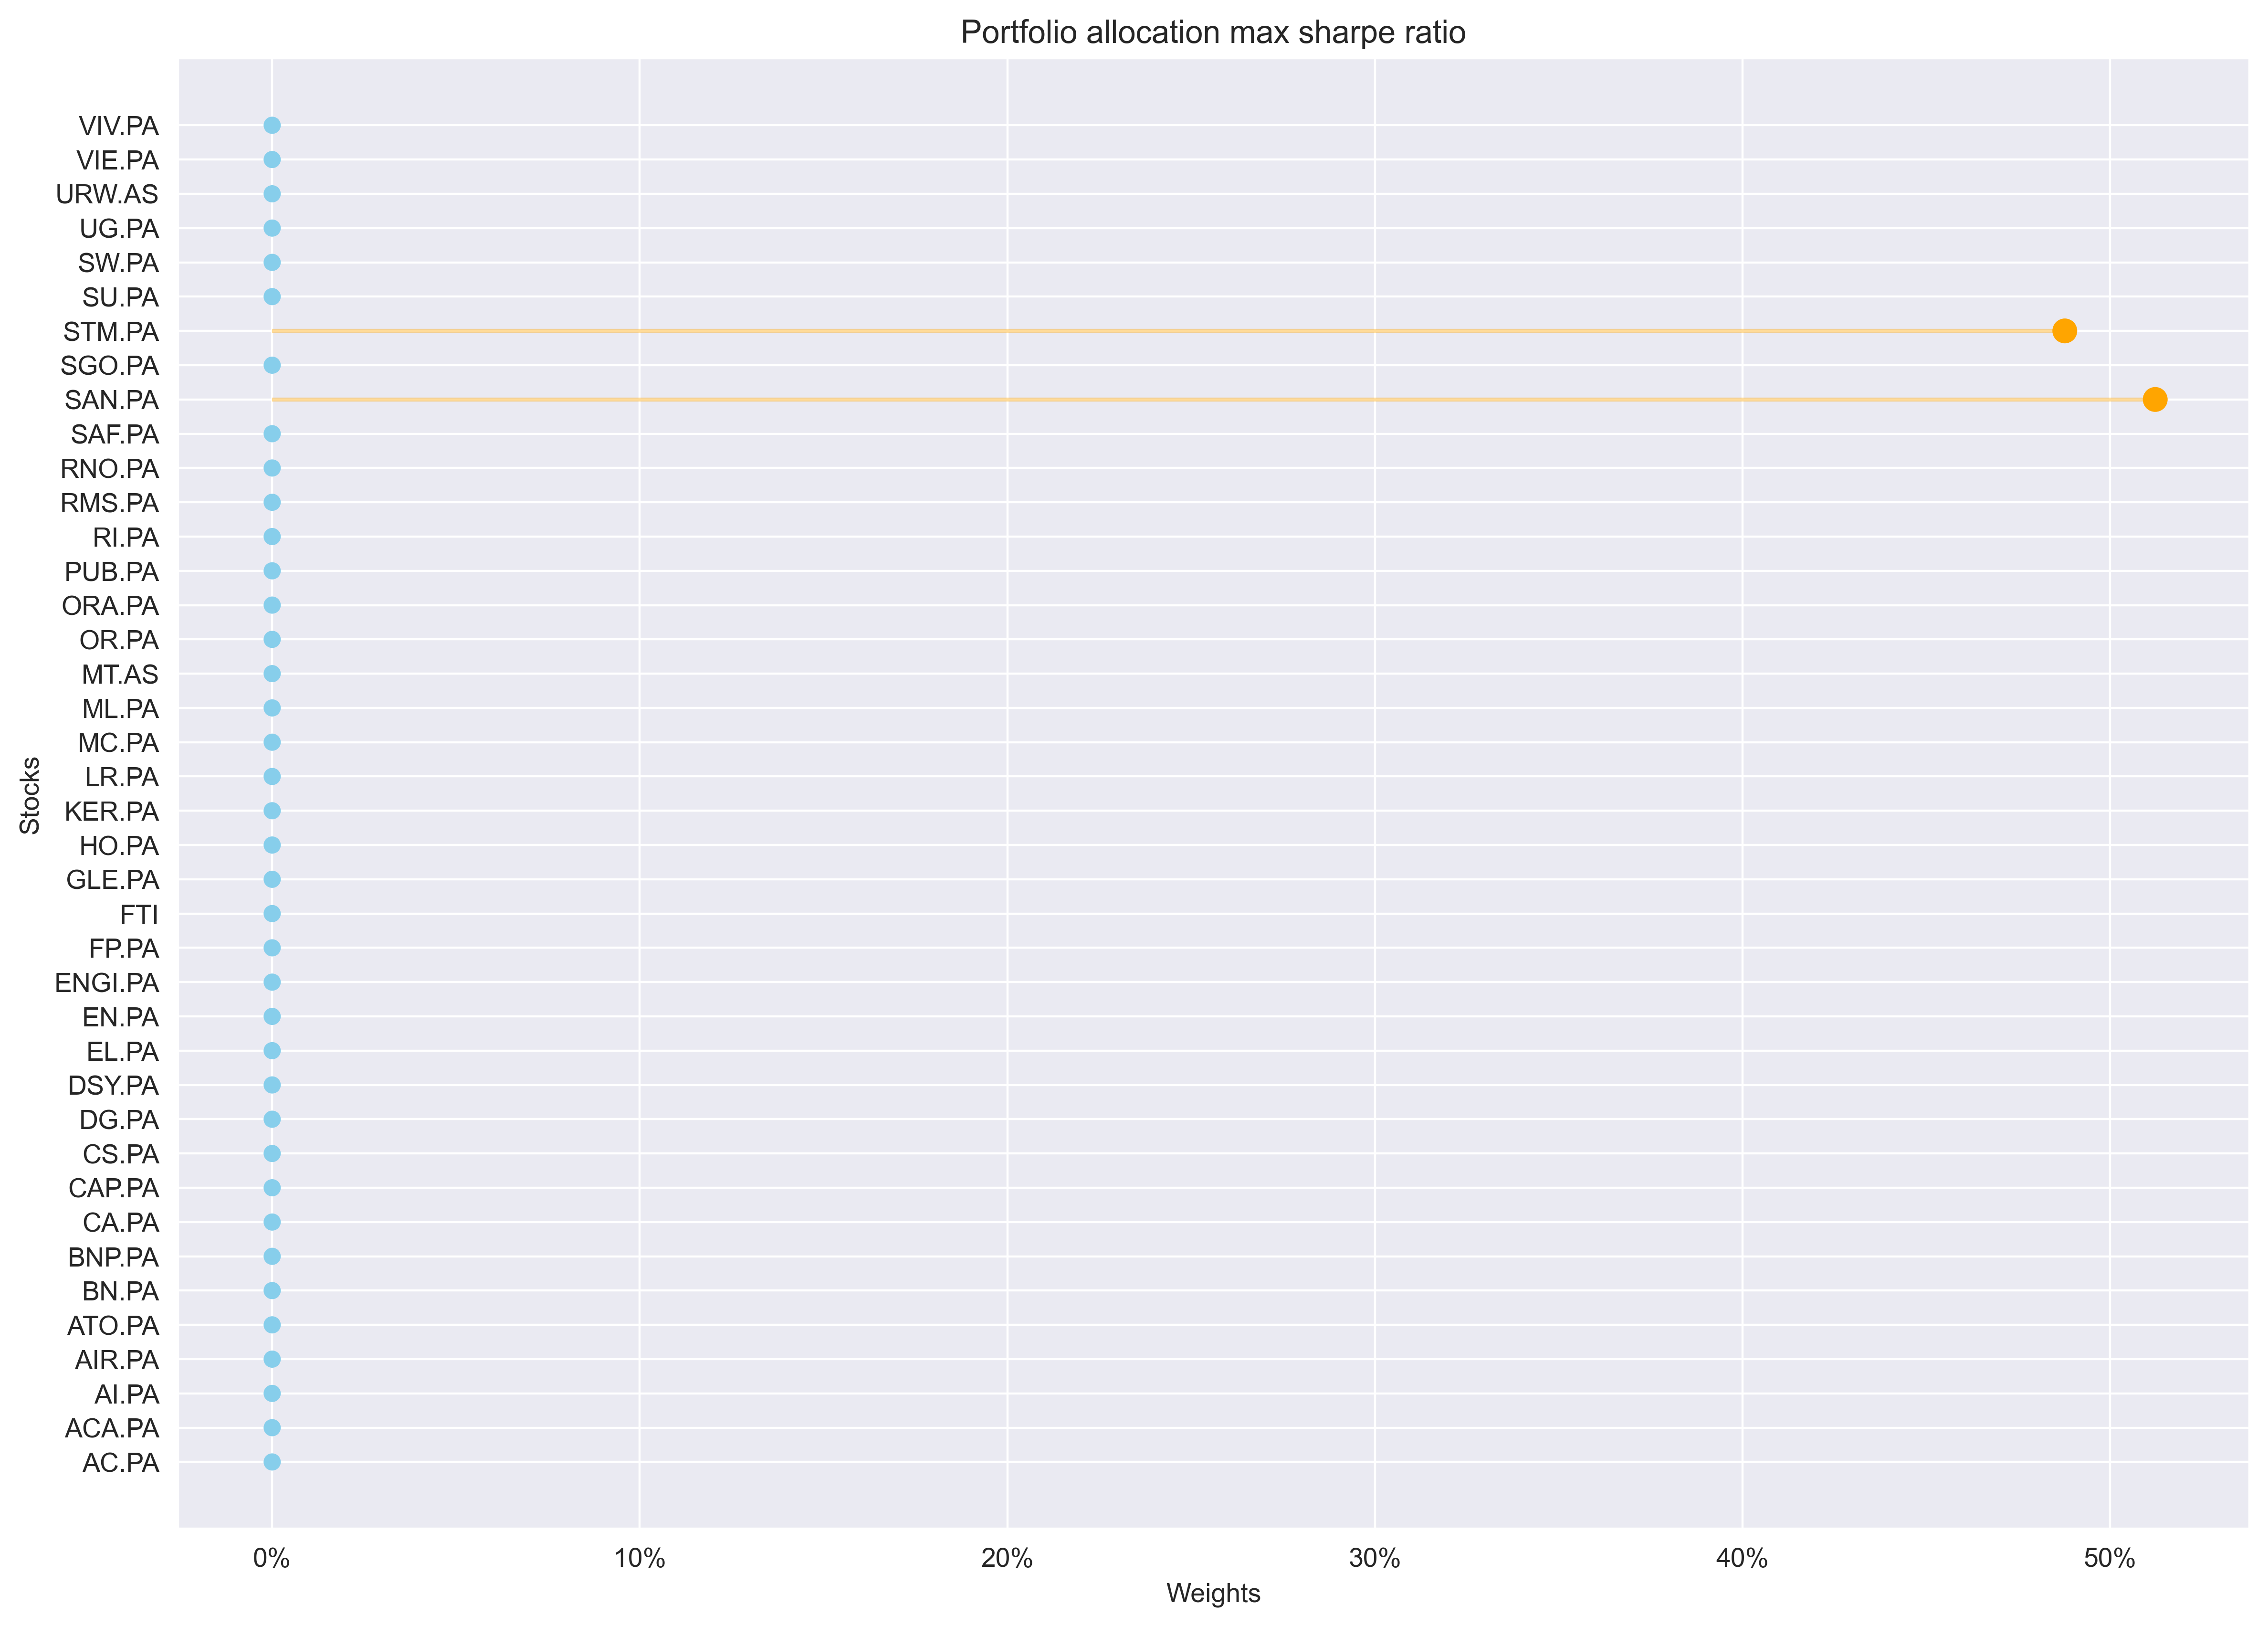 Portfolio allocation max sharpe ratio
VIV.PA
VIE.PA
URW.AS
UG.PA
SW.PA
SU.PA
STM.PA
SGO.PA
SAN.PA
SAF.PA
RNO.PA
RMS.PA
RI.PA
PUB.PA
ORA.PA
OR.PA
MT.AS
ML.PA
MC.PA
LR.PA
KER.PA
HO.PA
GLE.PA
FTI
FP.PA
ENGI.PA
EN.PA
EL.PA
DSY.PA
DG.PA
CS.PA
CAP.PA
CA.PA
BNP.PA
BN.PA
ATO.PA
AIR.PA
AI.PA
ACA.PA
AC.PA
Stocks
0% 10% 20% 30% 40% 50%
Weights